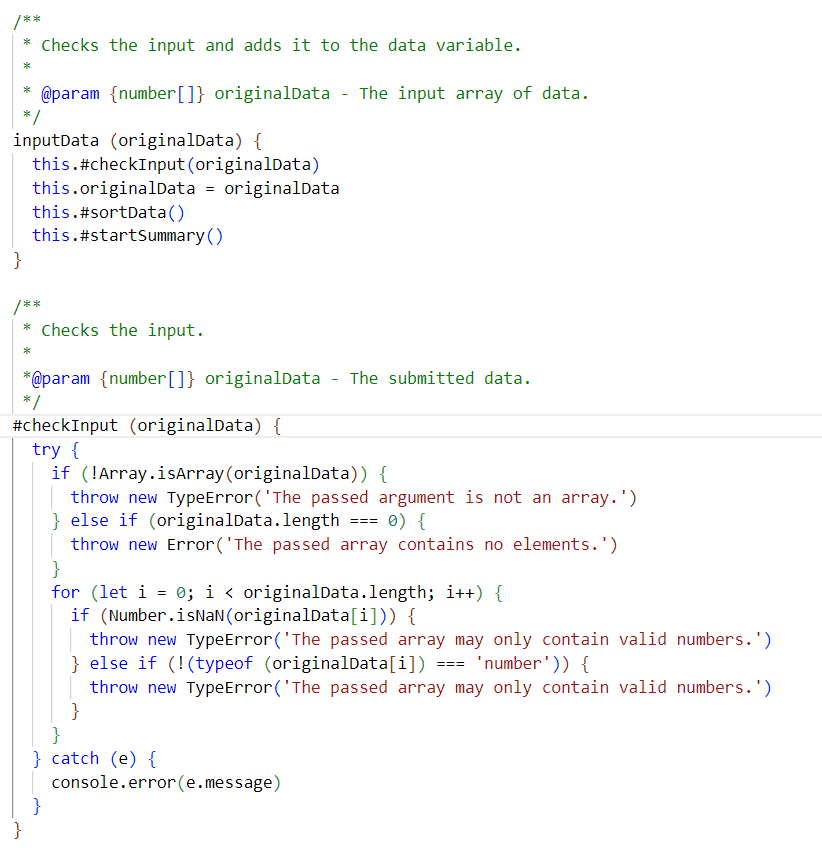 /**
 * Checks the input and adds it to the data variable.
 *
 * @param {number[]} originalData - The input array of data.
 */
inputData (originalData) {
  this.#checkInput(originalData)
  this.originalData = originalData
  this.#sortData()
  this.#startSummary()
}

/**
 * Checks the input.
 *
 *@param {number[]} originalData - The submitted data.
 */
#checkInput (originalData) {
  try {
    if (!Array.isArray(originalData)) {
      throw new TypeError('The passed argument is not an array.')
    } else if (originalData.length === 0) {
      throw new Error('The passed array contains no elements.')
    }
    for (let i = 0; i < originalData.length; i++) {
      if (Number.isNaN(originalData[i])) {
        throw new TypeError('The passed array may only contain valid numbers.')
      } else if (!(typeof (originalData[i]) === 'number')) {
        throw new TypeError('The passed array may only contain valid numbers.')
      }
    }
  } catch (e) {
    console.error(e.message)
  }
}